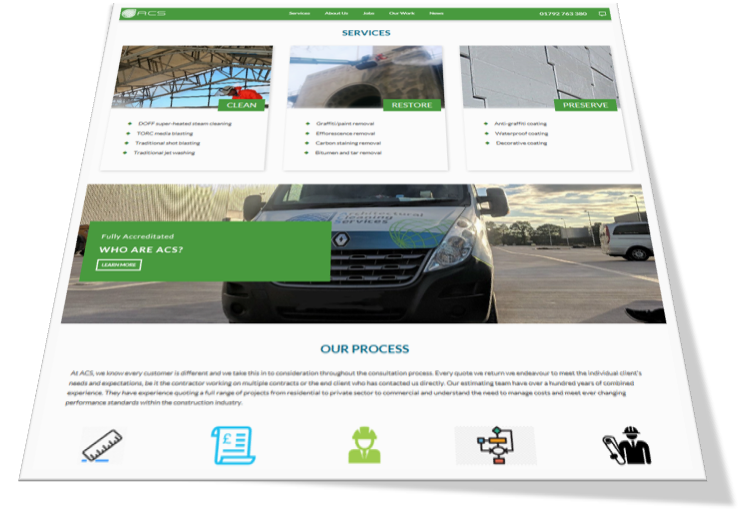 ACS Services About Us Jobs Our Work News 01792 763 380
SERVICES
CLEAN RESTORE PRESERVE
DOFF super-heated steam cleaning
TORC media blasting
Traditional shot blasting
Traditional jet washing
Graffiti/paint removal
Efflorescence removal
Carbon staining removal
Bitumen and tar removal
Anti-graffiti coating
Waterproof coating
Decorative coating
Architectural
Cleaning
Services
Fully Accredited
WHO ARE ACS?
LEARN MORE
OUR PROCESS
At ACS, we know every customer is different and we take this in to consideration throughout the consultation process. Every quote we return we endeavour to meet the individual client's
needs and expectations, be it the contractor working on multiple contracts or the end client who has contacted us directly. Our estimating team have over a hundred years of combined
experience. They have experience quoting a full range of projects from residential to private sector to commercial and understand the need to manage costs and meet ever changing
performance standards within the construction industry.
£